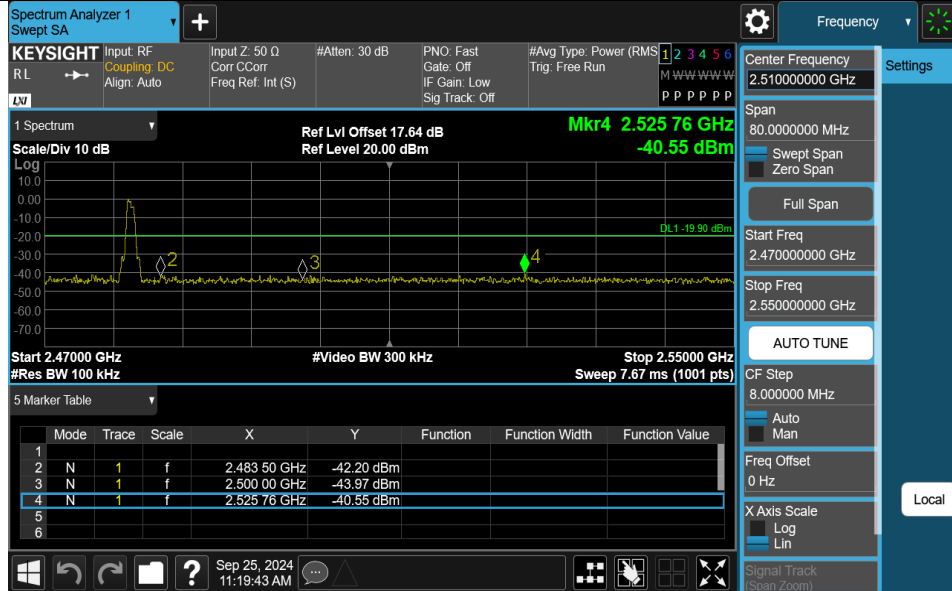 Spectrum Analyzer 1
Swept SA
Frequency
KEYSIGHT
RL
LXI
Input: RF
Coupling: DC
Align: Auto
Input Z: 50 Ω
Corr CCorr
Freq Ref: Int (S)
#Atten: 30 dB
PNO: Fast
Gate: Off
IF Gain: Low
Sig Track: Off
#Avg Type: Power (RMS
Trig: Free Run
1 2 3 4 5 6
M W W W W W
P P P P P P
1 Spectrum
Scale/Div 10 dB
Ref Lvl Offset 17.64 dB
Ref Level 20.00 dBm
Mkr4 2.525 76 GHz
-40.55 dBm
Log
10.0
0.00
-10.0
-20.0
-30.0
-40.0
-50.0
-60.0
-70.0
DL1 -19.90 dBm
2
3
4
Start 2.47000 GHz
#Res BW 100 kHz
#Video BW 300 kHz
Stop 2.55000 GHz
Sweep 7.67 ms (1001 pts)
5 Marker Table
Mode Trace Scale X Y Function Function Width Function Value
1
2 N 1 f 2.483 50 GHz -42.20 dBm
3 N 1 f 2.500 00 GHz -43.97 dBm
4 N 1 f 2.525 76 GHz -40.55 dBm
5
6
?
Sep 25, 2024
11:19:43 AM
Center Frequency
2.510000000 GHz
Span
80.0000000 MHz
Swept Span
Zero Span
Full Span
Start Freq
2.470000000 GHz
Stop Freq
2.550000000 GHz
AUTO TUNE
CF Step
8.000000 MHz
Auto
Man
Freq Offset
0 Hz
X Axis Scale
Log
Lin
Signal Track
(Span Zoom)
Settings
Local